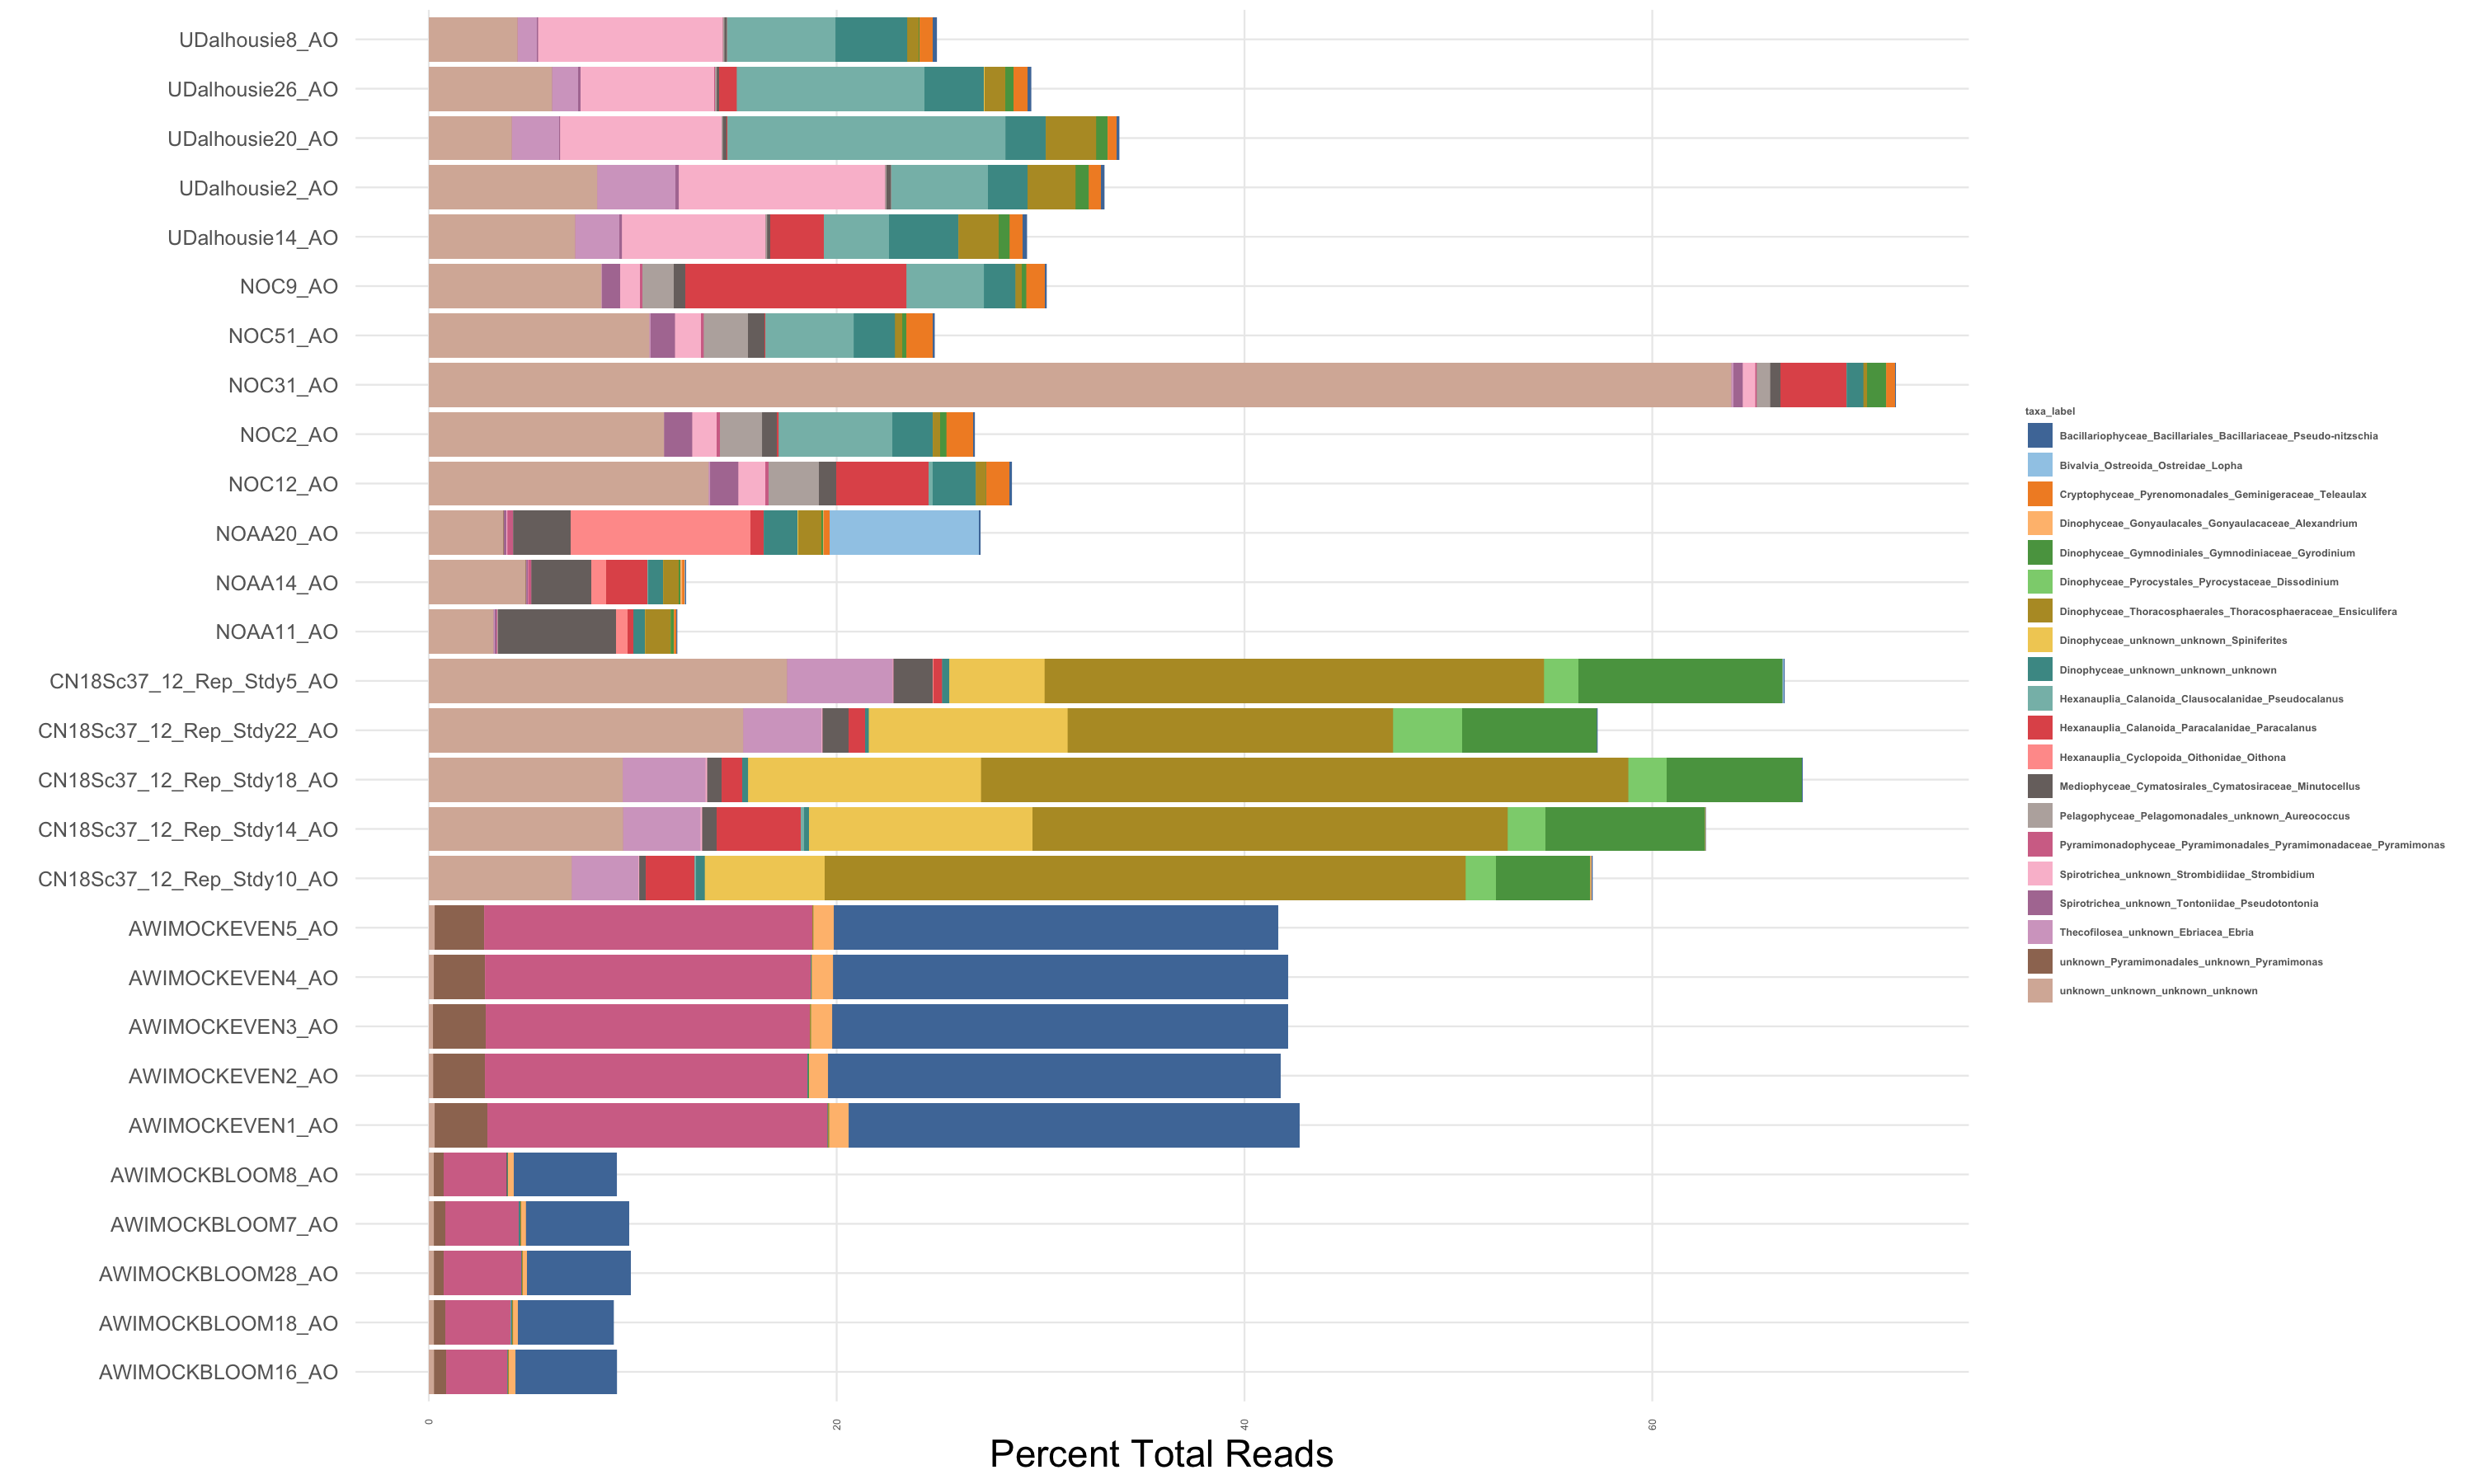 UDalhousie8_AO
UDalhousie26_AO
UDalhousie20_AO
UDalhousie2_AO
UDalhousie14_AO
NOC9_AO
NOC51_AO
NOC31_AO
NOC2_AO
NOC12_AO
NOAA20_AO
NOAA14_AO
NOAA11_AO
CN18Sc37_12_Rep_Stdy5_AO
CN18Sc37_12_Rep_Stdy22_AO
CN18Sc37_12_Rep_Stdy18_AO
CN18Sc37_12_Rep_Stdy14_AO
CN18Sc37_12_Rep_Stdy10_AO
AWIMOCKEVEN5_AO
AWIMOCKEVEN4_AO
AWIMOCKEVEN3_AO
AWIMOCKEVEN2_AO
AWIMOCKEVEN1_AO
AWIMOCKBLOOM8_AO
AWIMOCKBLOOM7_AO
AWIMOCKBLOOM28_AO
AWIMOCKBLOOM18_AO
AWIMOCKBLOOM16_AO
0 20 40 60
Percent Total Reads
taxa_label
Bacillariophyceae_Bacillariales_Bacillariaceae_Pseudo-nitzschia
Bivalvia_Ostreoida_Ostreidae_Lopha
Cryptophyceae_Pyrenomonadales_Geminigeraceae_Teleaulax
Dinophyceae_Gonyaulacales_Gonyaulacaceae_Alexandrium
Dinophyceae_Gymnodiniales_Gymnodiniaceae_Gyrodinium
Dinophyceae_Pyrocystales_Pyrocystaceae_Dissodinium
Dinophyceae_Thoracosphaerales_Thoracosphaeraceae_Ensiculifera
Dinophyceae_unknown_unknown_Spiniferites
Dinophyceae_unknown_unknown_unknown
Hexanauplia_Calanoida_Clausocalanidae_Pseudocalanus
Hexanauplia_Calanoida_Paracalanidae_Paracalanus
Hexanauplia_Cyclopoida_Oithonidae_Oithona
Mediophyceae_Cymatosirales_Cymatosiraceae_Minutocellus
Pelagophyceae_Pelagomonadales_unknown_Aureococcus
Pyramimonadophyceae_Pyramimonadales_Pyramimonadaceae_Pyramimonas
Spirotrichea_unknown_Strombidiidae_Strombidium
Spirotrichea_unknown_Tontoniidae_Pseudotontonia
Thecofilosea_unknown_Ebriacea_Ebria
unknown_Pyramimonadales_unknown_Pyramimonas
unknown_unknown_unknown_unknown